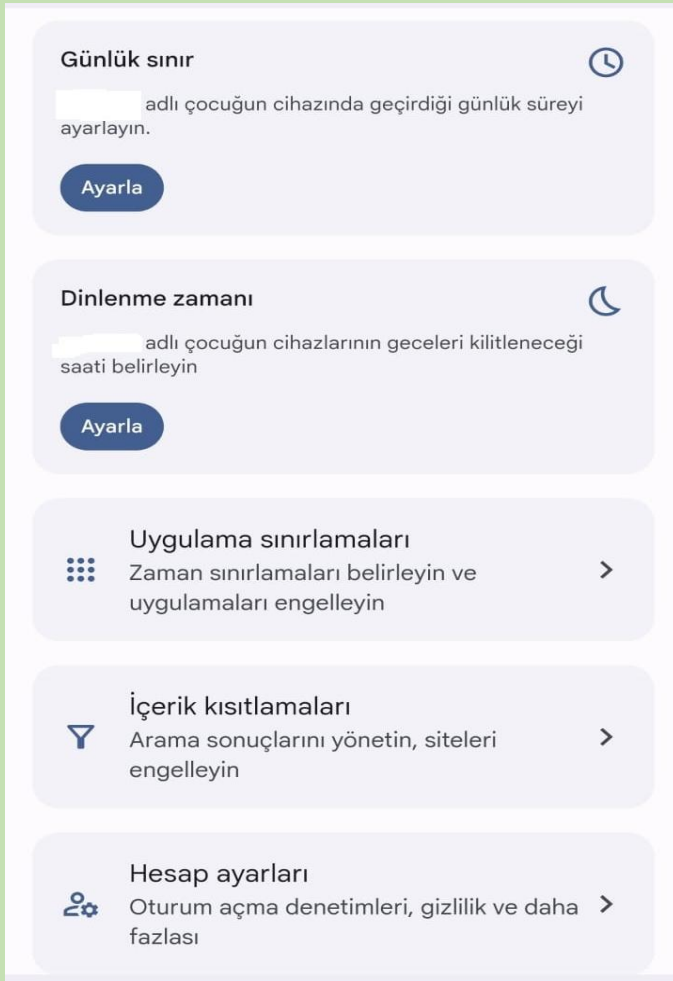 Günlük sınır
adlı çocuğun cihazında geçirdiği günlük süreyi
ayarlayın.
Ayarla
Dinlenme zamanı
adlı çocuğun cihazlarının geceleri kilitleneceği
saati belirleyin
Ayarla
Uygulama sınırlamaları
Zaman sınırlamaları belirleyin ve
uygulamaları engelleyin
İçerik kısıtlamaları
Arama sonuçlarını yönetin, siteleri
engelleyin
Hesap ayarları
Oturum açma denetimleri, gizlilik ve daha
fazlası